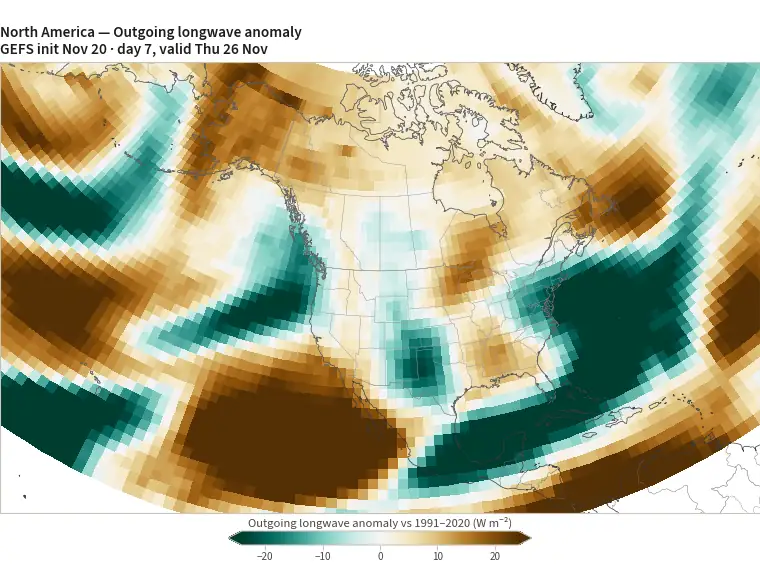 North America — Outgoing longwave anomaly
GEFS init Nov 20 · day 7, valid Thu 26 Nov
Outgoing longwave anomaly vs 1991–2020 (W m⁻²)
−20 −10 0 10 20